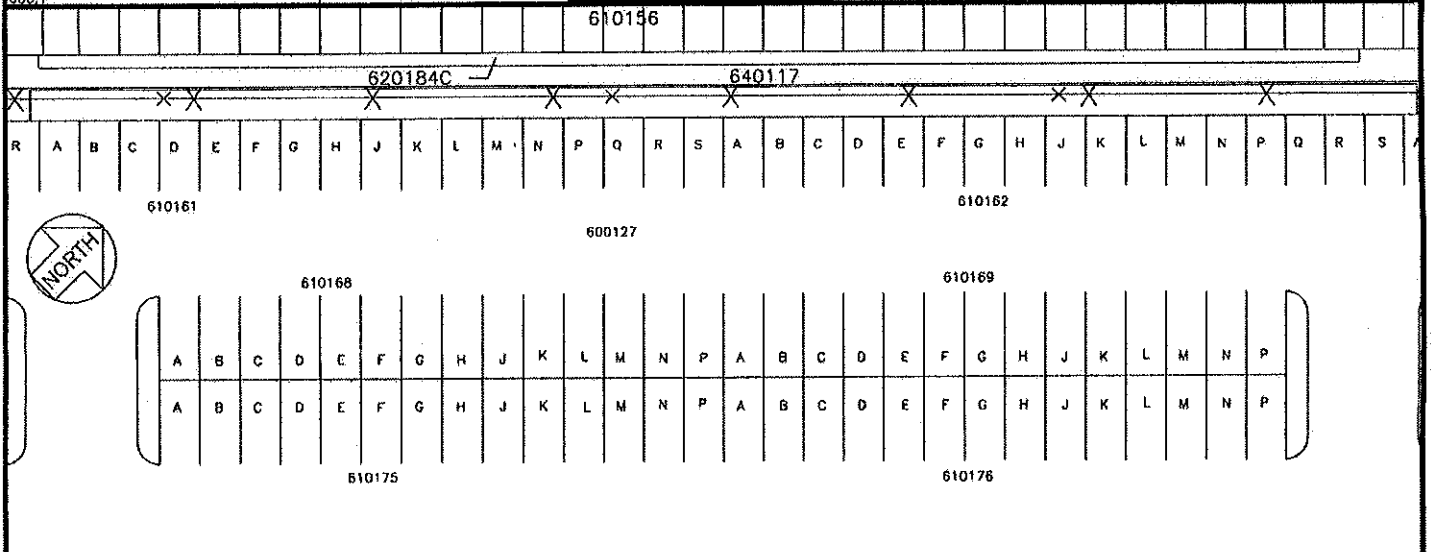 610156
620184C 640117
R A B C D E F G H J K L M N P Q R S A B C D E F G H J K L M N P Q R S
610161 610162
600127
NORTH
610168 610169
A B C D E F G H J K L M N P A B C D E F G H J K L M N P
A B C D E F G H J K L M N P A B C D E F G H J K L M N P
610175 610176